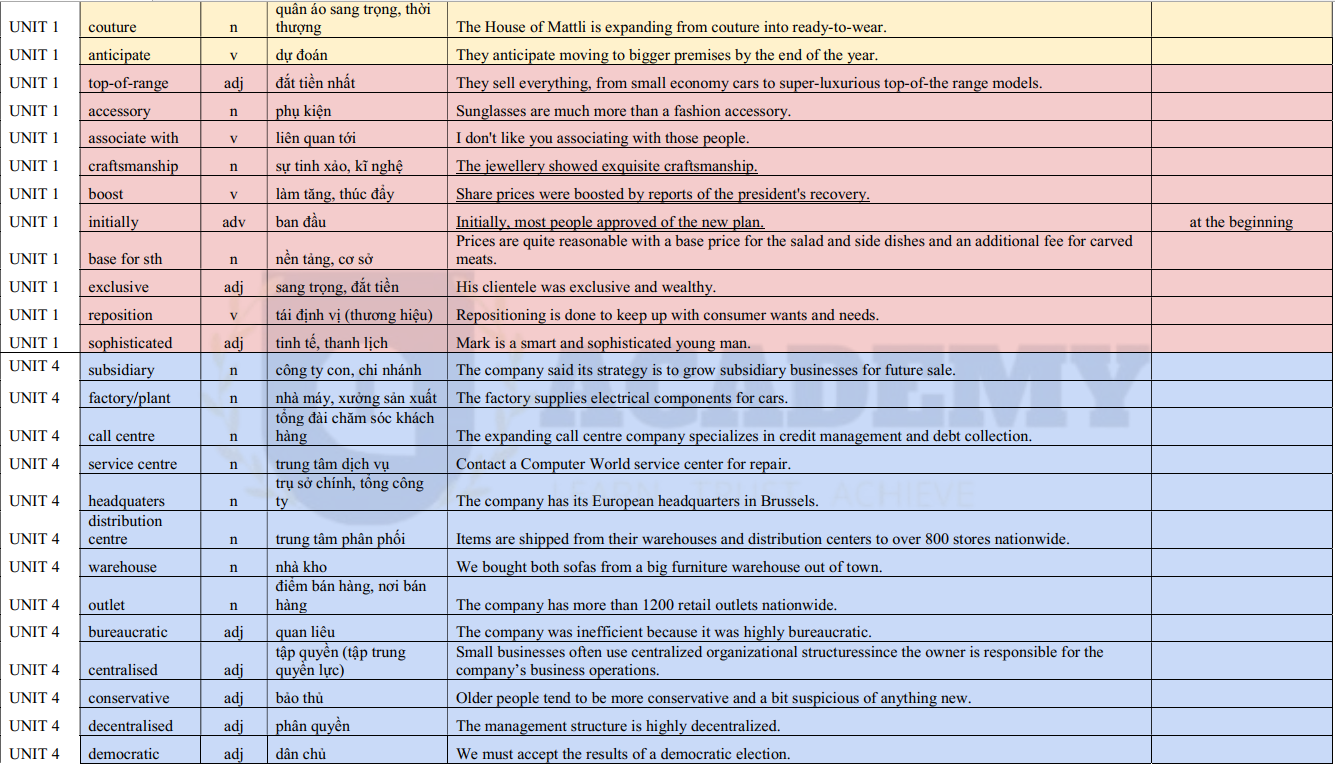 UNIT 1 couture n quân áo sang trọng, thời thượng The House of Mattli is expanding from couture into ready-to-wear.
UNIT 1 anticipate v dự đoán They anticipate moving to bigger premises by the end of the year.
UNIT 1 top-of-range adj đắt tiền nhất They sell everything, from small economy cars to super-luxurious top-of-the range models.
UNIT 1 accessory n phụ kiện Sunglasses are much more than a fashion accessory.
UNIT 1 associate with v liên quan tới I don't like you associating with those people.
UNIT 1 craftsmanship n sự tinh xảo, kĩ nghệ The jewellery showed exquisite craftsmanship.
UNIT 1 boost v làm tăng, thúc đẩy Share prices were boosted by reports of the president's recovery.
UNIT 1 initially adv ban đầu Initially, most people approved of the new plan. at the beginning
UNIT 1 base for sth n nền tảng, cơ sở Prices are quite reasonable with a base price for the salad and side dishes and an additional fee for carved
meats.
UNIT 1 exclusive adj sang trọng, đắt tiền His clientele was exclusive and wealthy.
UNIT 1 reposition v tái định vị (thương hiệu) Repositioning is done to keep up with consumer wants and needs.
UNIT 1 sophisticated adj tinh tế, thanh lịch Mark is a smart and sophisticated young man.
UNIT 4 subsidiary n công ty con, chi nhánh The company said its strategy is to grow subsidiary businesses for future sale.
UNIT 4 factory/plant n nhà máy, xưởng sản xuất The factory supplies electrical components for cars.
UNIT 4 call centre n tổng đài chăm sóc khách hàng The expanding call centre company specializes in credit management and debt collection.
UNIT 4 service centre n trung tâm dịch vụ Contact a Computer World service center for repair.
UNIT 4 headquaters n trụ sở chính, tổng công ty The company has its European headquarters in Brussels.
UNIT 4 distribution centre n trung tâm phân phối Items are shipped from their warehouses and distribution centers to over 800 stores nationwide.
UNIT 4 warehouse n nhà kho We bought both sofas from a big furniture warehouse out of town.
UNIT 4 outlet n điểm bán hàng, nơi bán hàng The company has more than 1200 retail outlets nationwide.
UNIT 4 bureaucratic adj quan liêu The company was inefficient because it was highly bureaucratic.
UNIT 4 centralised adj tập quyền (tập trung quyền lực) Small businesses often use centralized organizational structuressince the owner is responsible for the
company’s business operations.
UNIT 4 conservative adj bảo thủ Older people tend to be more conservative and a bit suspicious of anything new.
UNIT 4 decentralised adj phân quyền The management structure is highly decentralized.
UNIT 4 democratic adj dân chủ We must accept the results of a democratic election.
ACADEMY
LEARN TRUST ACHIEVE